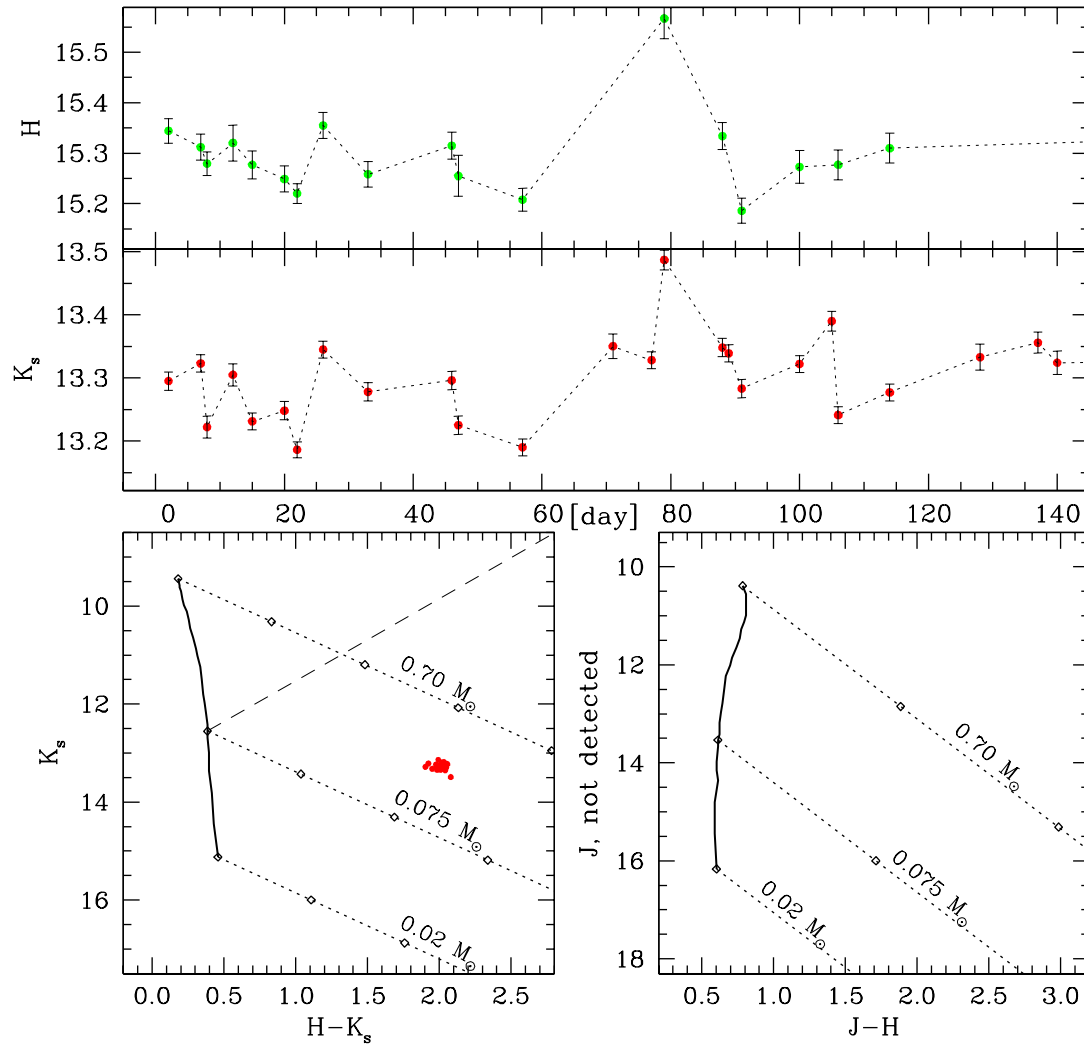 15.5
15.4
15.3
15.2
H
13.5
13.4
13.3
13.2
Kₛ
0 20 40 60 [day] 80 100 120 140
10
12
14
16
Kₛ
0.70 M⊙
0.075 M⊙
0.02 M⊙
0.0 0.5 1.0 1.5 2.0 2.5
H−Kₛ
10
12
14
16
18
J, not detected
0.70 M⊙
0.075 M⊙
0.02 M⊙
0.5 1.0 1.5 2.0 2.5 3.0
J−H